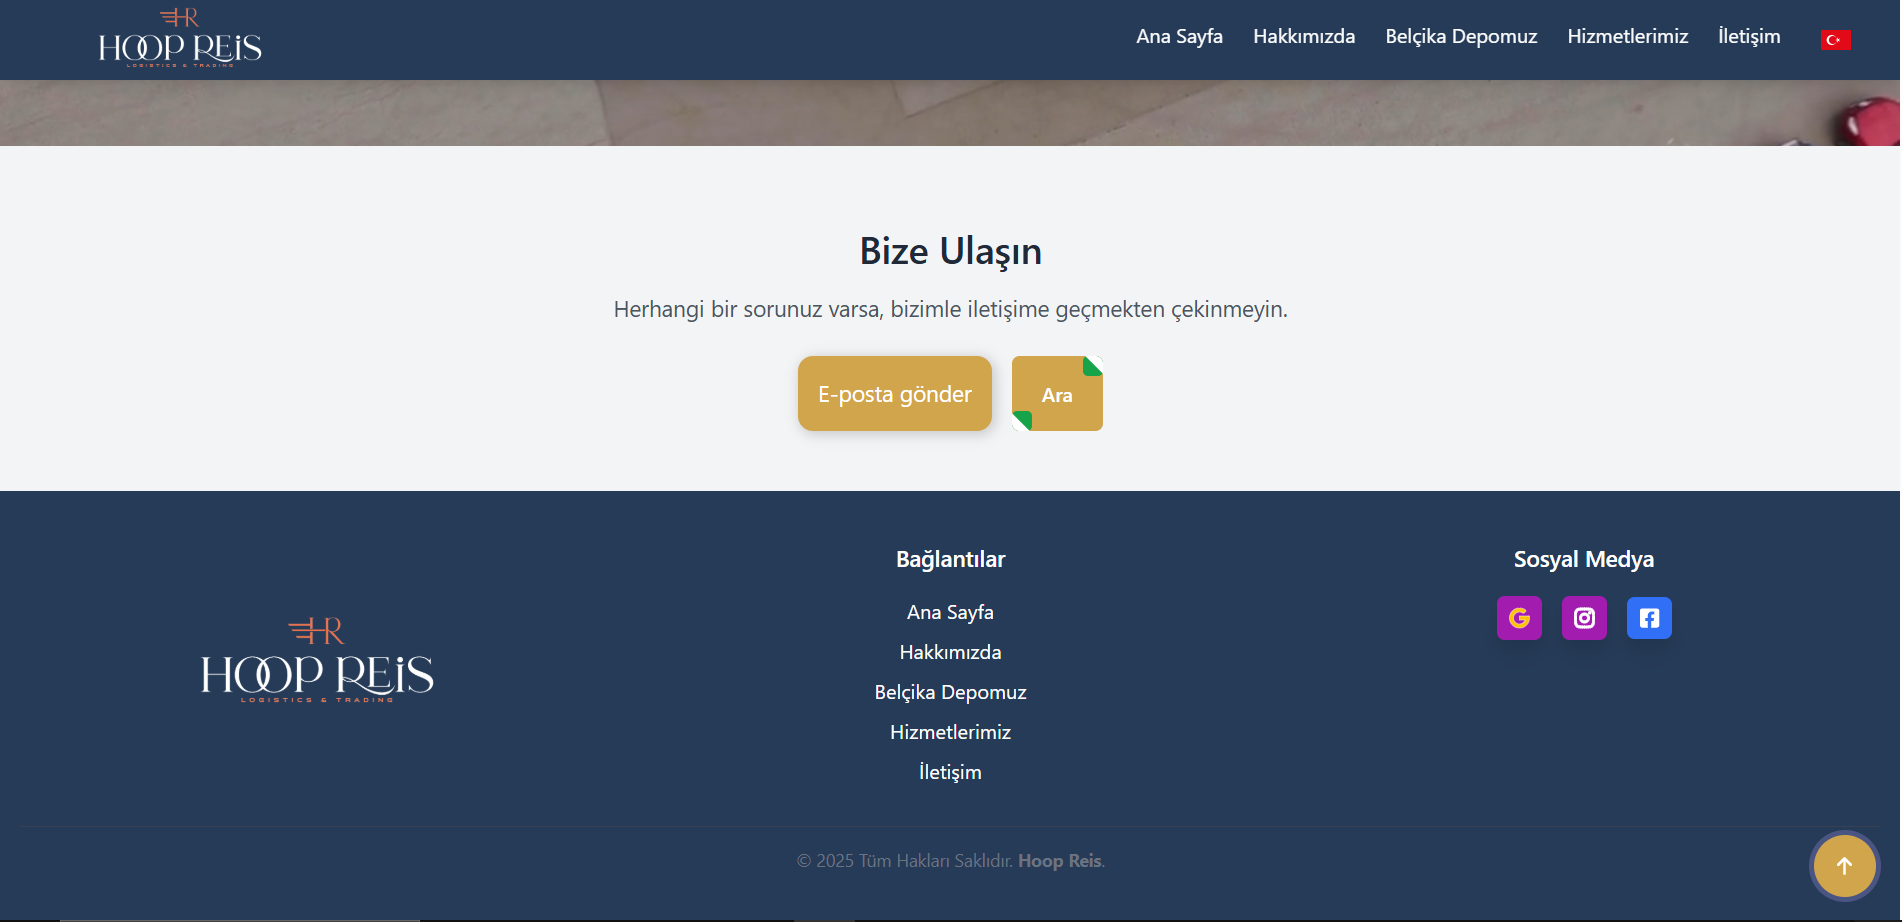 HR
HOOP REiS
LOGISTICS & TRADING
Ana Sayfa
Hakkımızda
Belçika Depomuz
Hizmetlerimiz
İletişim
Bize Ulaşın
Herhangi bir sorunuz varsa, bizimle iletişime geçmekten çekinmeyin.
E-posta gönder
Ara
HR
HOOP REiS
LOGISTICS & TRADING
Bağlantılar
Ana Sayfa
Hakkımızda
Belçika Depomuz
Hizmetlerimiz
İletişim
Sosyal Medya
© 2025 Tüm Hakları Saklıdır. Hoop Reis.